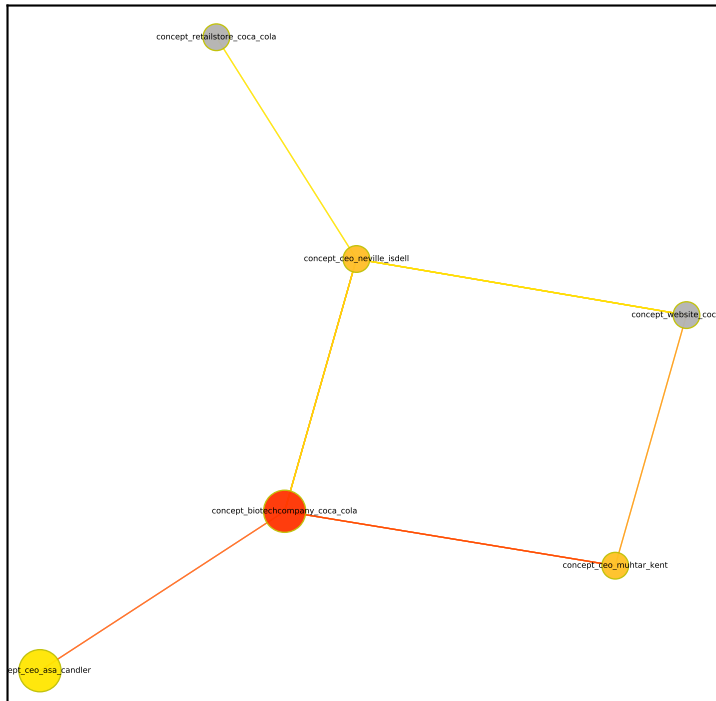 concept_retailstore_coca_cola
concept_ceo_neville_isdell
concept_website_coc
concept_biotechcompany_coca_cola
concept_ceo_muhtar_kent
ept_ceo_asa_candler